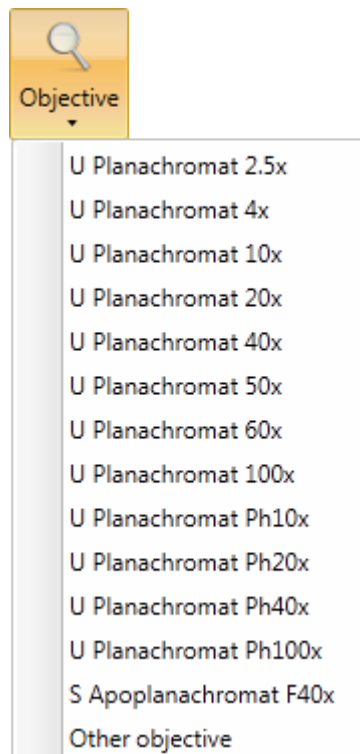 Objective
U Planachromat 2.5x
U Planachromat 4x
U Planachromat 10x
U Planachromat 20x
U Planachromat 40x
U Planachromat 50x
U Planachromat 60x
U Planachromat 100x
U Planachromat Ph10x
U Planachromat Ph20x
U Planachromat Ph40x
U Planachromat Ph100x
S Apoplanachromat F40x
Other objective